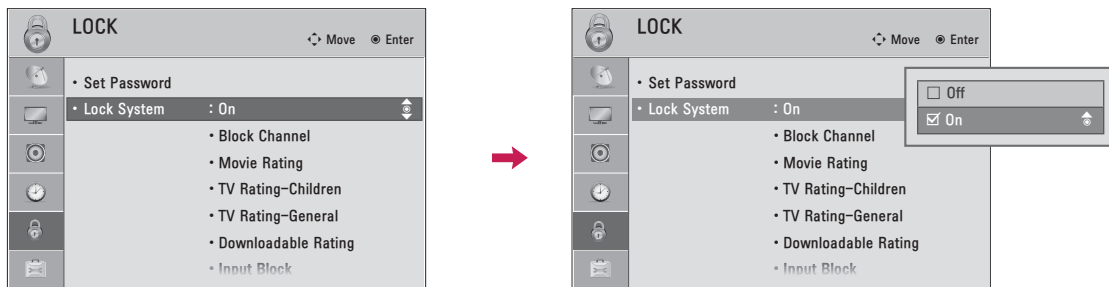 LOCK
Move Enter
• Set Password
• Lock System : On
• Block Channel
• Movie Rating
• TV Rating-Children
• TV Rating-General
• Downloadable Rating
• Input Block
LOCK
Move Enter
• Set Password
• Lock System : On
• Block Channel
• Movie Rating
• TV Rating-Children
• TV Rating-General
• Downloadable Rating
• Input Block
☐ Off
☑ On